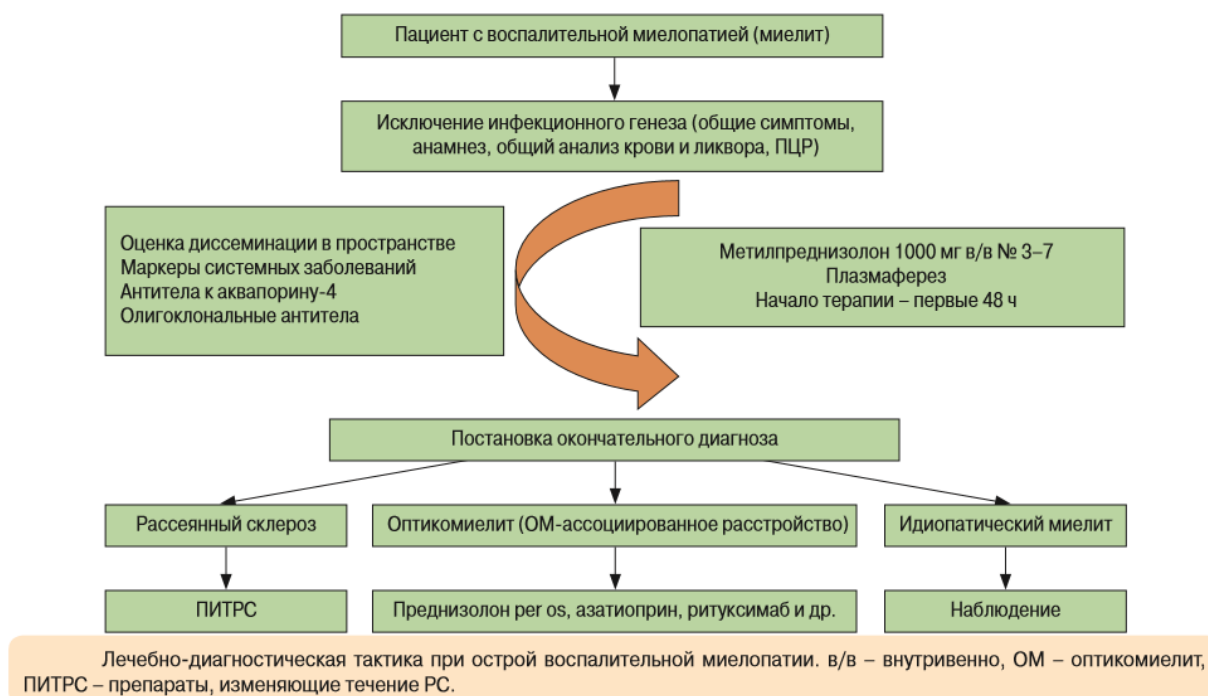 Пациент с воспалительной миелопатией (миелит)
Исключение инфекционного генеза (общие симптомы,
анамнез, общий анализ крови и ликвора, ПЦР)
Оценка диссеминации в пространстве
Маркеры системных заболеваний
Антитела к аквапорину-4
Олигоклональные антитела
Метилпреднизолон 1000 мг в/в № 3–7
Плазмаферез
Начало терапии – первые 48 ч
Постановка окончательного диагноза
Рассеянный склероз
Оптикомиелит (ОМ-ассоциированное расстройство)
Идиопатический миелит
ПИТРС
Преднизолон per os, азатиоприн, ритуксимаб и др.
Наблюдение
Лечебно-диагностическая тактика при острой воспалительной миелопатии. в/в – внутривенно, ОМ – оптикомиелит,
ПИТРС – препараты, изменяющие течение РС.